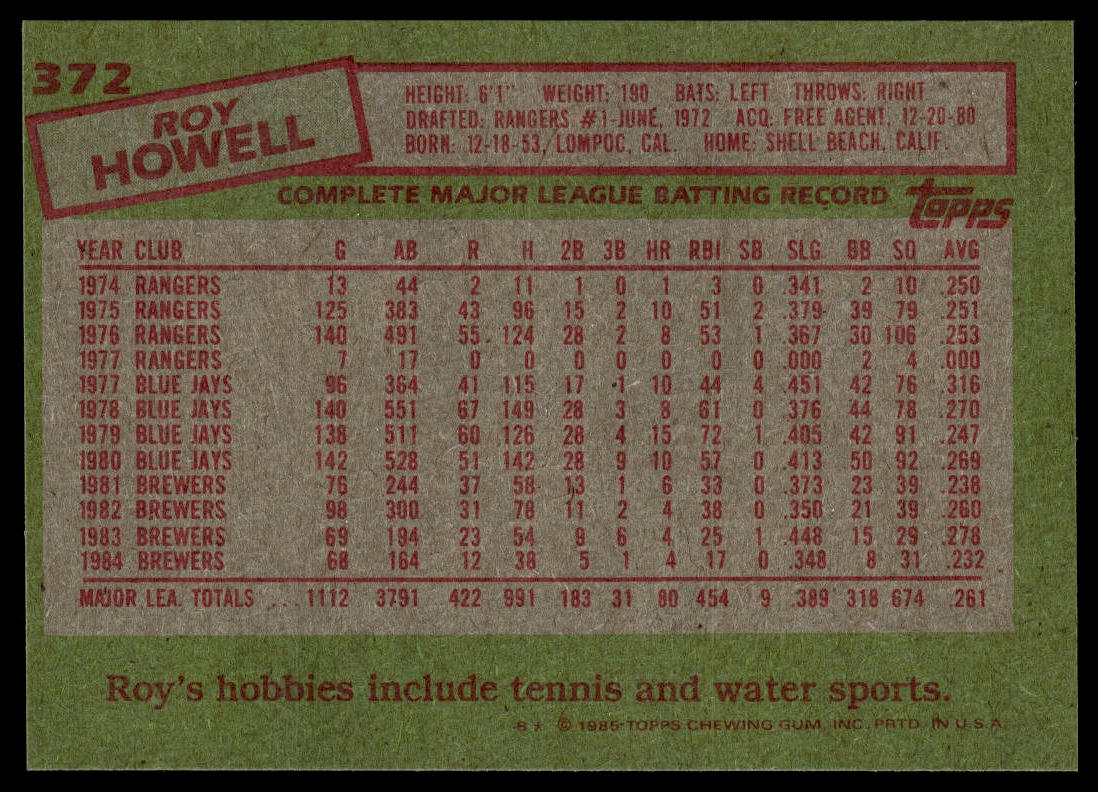 372
ROY
HOWELL
HEIGHT: 6'1" WEIGHT: 190 BATS: LEFT THROWS: RIGHT
DRAFTED: RANGERS #1-JUNE, 1972 ACQ: FREE AGENT, 12-20-80
BORN: 12-18-53, LOMPOC, CAL. HOME: SHELL BEACH, CALIF.
COMPLETE MAJOR LEAGUE BATTING RECORD topps
YEAR CLUB G AB R H 2B 3B HR RBI SB SLG BB SO AVG
1974 RANGERS 13 44 2 11 1 0 1 3 0 .341 2 10 .250
1975 RANGERS 125 383 43 96 15 2 10 51 2 .379 39 79 .251
1976 RANGERS 140 491 55 124 28 2 8 53 1 .367 30 106 .253
1977 RANGERS 7 17 0 0 0 0 0 0 0 .000 2 4 .000
1977 BLUE JAYS 96 364 41 115 17 1 10 44 4 .451 42 76 .316
1978 BLUE JAYS 140 551 67 149 28 3 8 61 0 .376 44 78 .270
1979 BLUE JAYS 138 511 60 126 28 4 15 72 1 .405 42 91 .247
1980 BLUE JAYS 142 528 51 142 28 9 10 57 0 .413 50 92 .269
1981 BREWERS 76 244 37 58 13 1 6 33 0 .373 23 39 .238
1982 BREWERS 98 300 31 78 11 2 4 38 0 .350 21 39 .260
1983 BREWERS 69 194 23 54 9 6 4 25 1 .448 15 29 .278
1984 BREWERS 68 164 12 38 5 1 4 17 0 .348 8 31 .232
MAJOR LEA. TOTALS ... 1112 3791 422 991 183 31 80 454 9 .389 318 674 .261
Roy's hobbies include tennis and water sports.
B* © 1985 TOPPS CHEWING GUM, INC. PRTD. IN U.S.A.